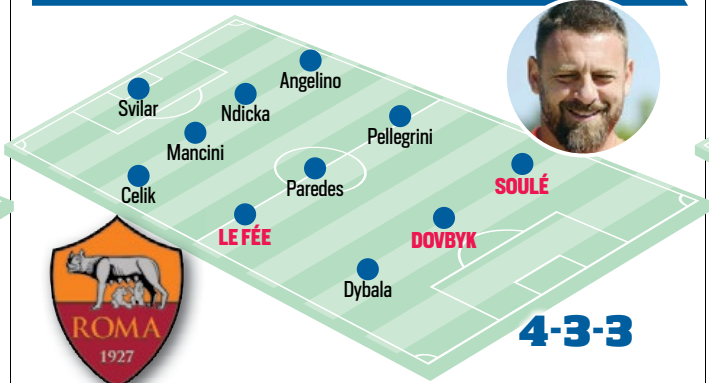 Angelino
Svilar
Ndicka
Pellegrini
Mancini
Celik
Paredes
SOULÉ
LE FÉE
DOVBYK
Dybala
ROMA
1927
4-3-3